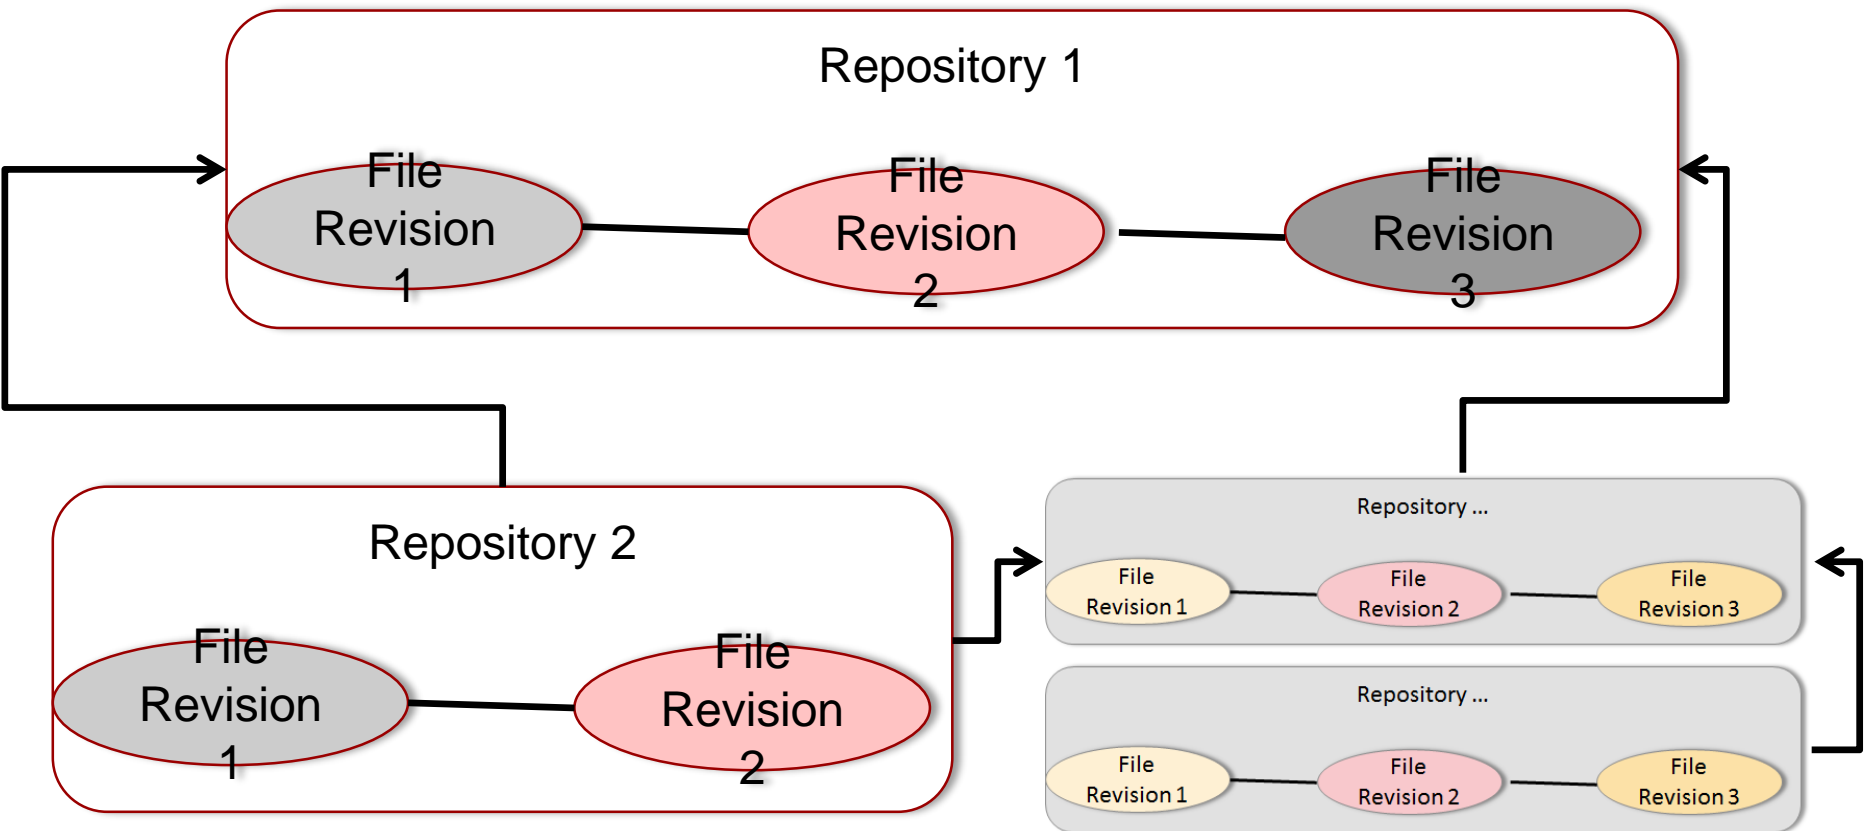 Repository 1
File
Revision
1
File
Revision
2
File
Revision
3
Repository 2
File
Revision
1
File
Revision
2
Repository ...
File
Revision 1
File
Revision 2
File
Revision 3
Repository ...
File
Revision 1
File
Revision 2
File
Revision 3